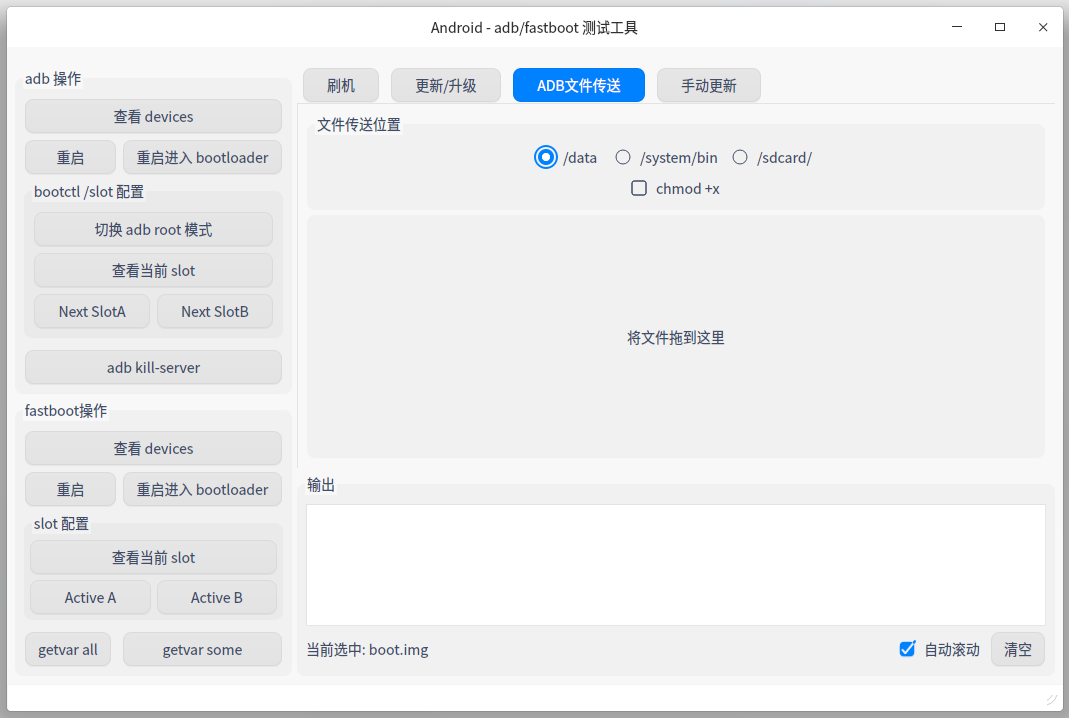 Android - adb/fastboot 测试工具
adb 操作
查看 devices
重启
重启进入 bootloader
bootctl /slot 配置
切换 adb root 模式
查看当前 slot
Next SlotA
Next SlotB
adb kill-server
fastboot操作
查看 devices
重启
重启进入 bootloader
slot 配置
查看当前 slot
Active A
Active B
getvar all
getvar some
刷机
更新/升级
ADB文件传送
手动更新
文件传送位置
/data
/system/bin
/sdcard/
chmod +x
将文件拖到这里
输出
当前选中: boot.img
自动滚动
清空